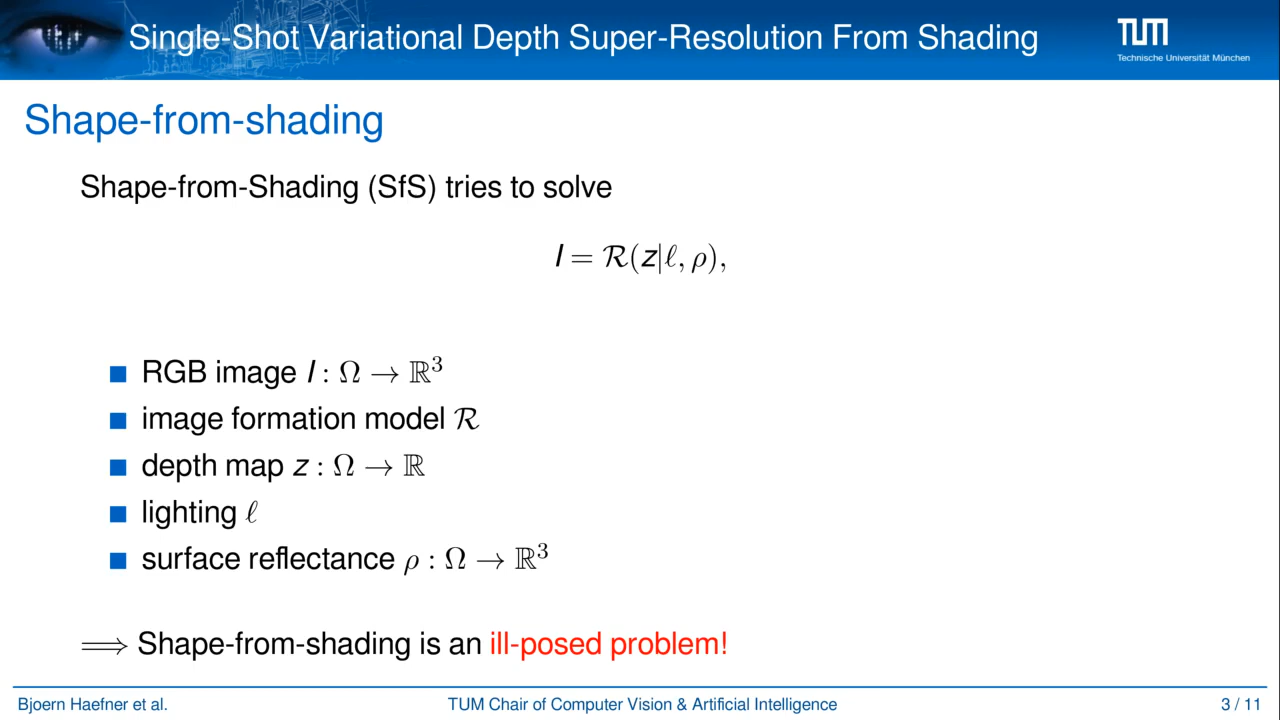 Single-Shot Variational Depth Super-Resolution From Shading
TUM
Technische Universität München
Shape-from-shading
Shape-from-Shading (SfS) tries to solve
I = ℛ(z|ℓ, ρ),
RGB image I : Ω → ℝ³
image formation model ℛ
depth map z : Ω → ℝ
lighting ℓ
surface reflectance ρ : Ω → ℝ³
⟹ Shape-from-shading is an ill-posed problem!
Bjoern Haefner et al.
TUM Chair of Computer Vision & Artificial Intelligence
3 / 11